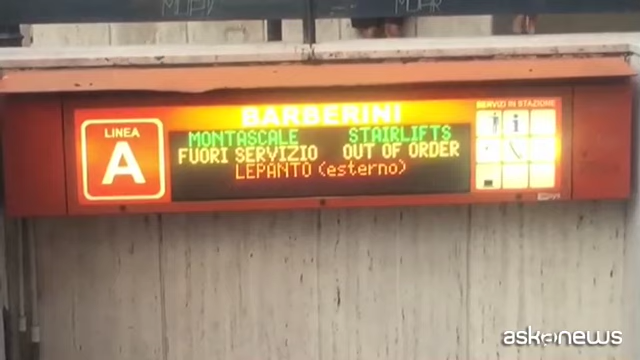 BARBERINI
SERVIZI IN STAZIONE
LINEA
A
MONTASCALE STAIRLIFTS
FUORI SERVIZIO OUT OF ORDER
LEPANTO (esterno)
askanews